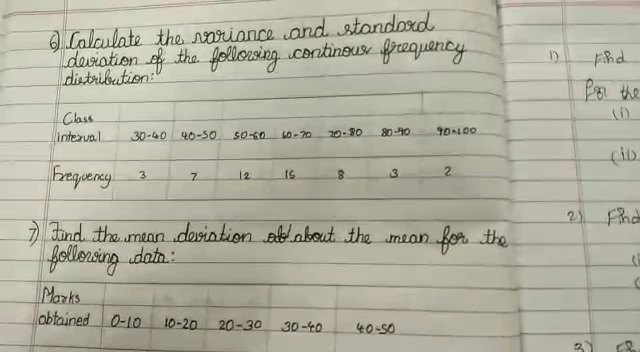 6) Calculate the variance and standard
deviation of the following continous frequency
distribution:
Class
interval 30-40 40-50 50-60 60-70 70-80 80-90 90-100
Frequency 3 7 12 15 8 3 2
7) Find the mean deviation about the mean for the
following data:
Marks
obtained 0-10 10-20 20-30 30-40 40-50
1) Find
For the
(i)
(ii)
2) Find
3)